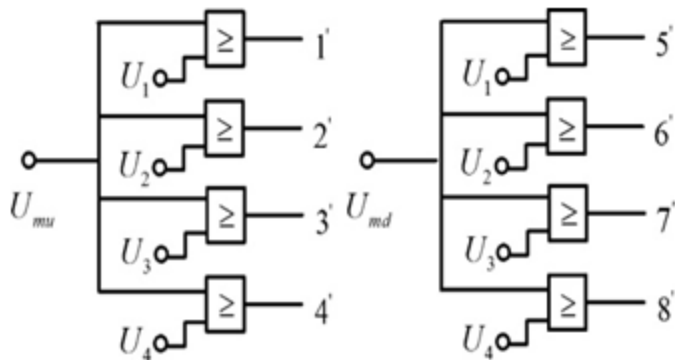 ≥ 1'
U1
≥ 2'
U2
Umu
≥ 3'
U3
≥ 4'
U4
≥ 5'
U1
≥ 6'
U2
Umd
≥ 7'
U3
≥ 8'
U4